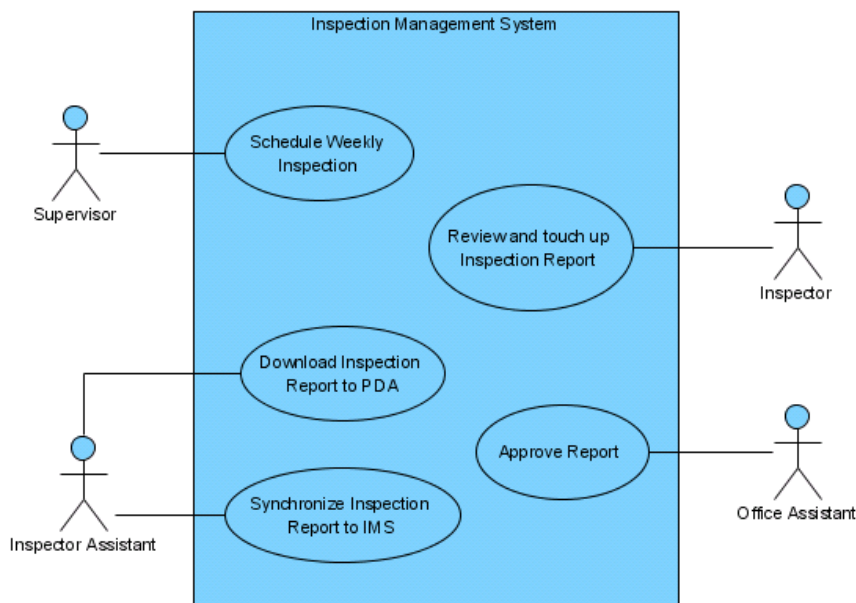 Inspection Management System
Schedule Weekly
Inspection
Supervisor
Review and touch up
Inspection Report
Inspector
Download Inspection
Report to PDA
Approve Report
Synchronize Inspection
Report to IMS
Office Assistant
Inspector Assistant